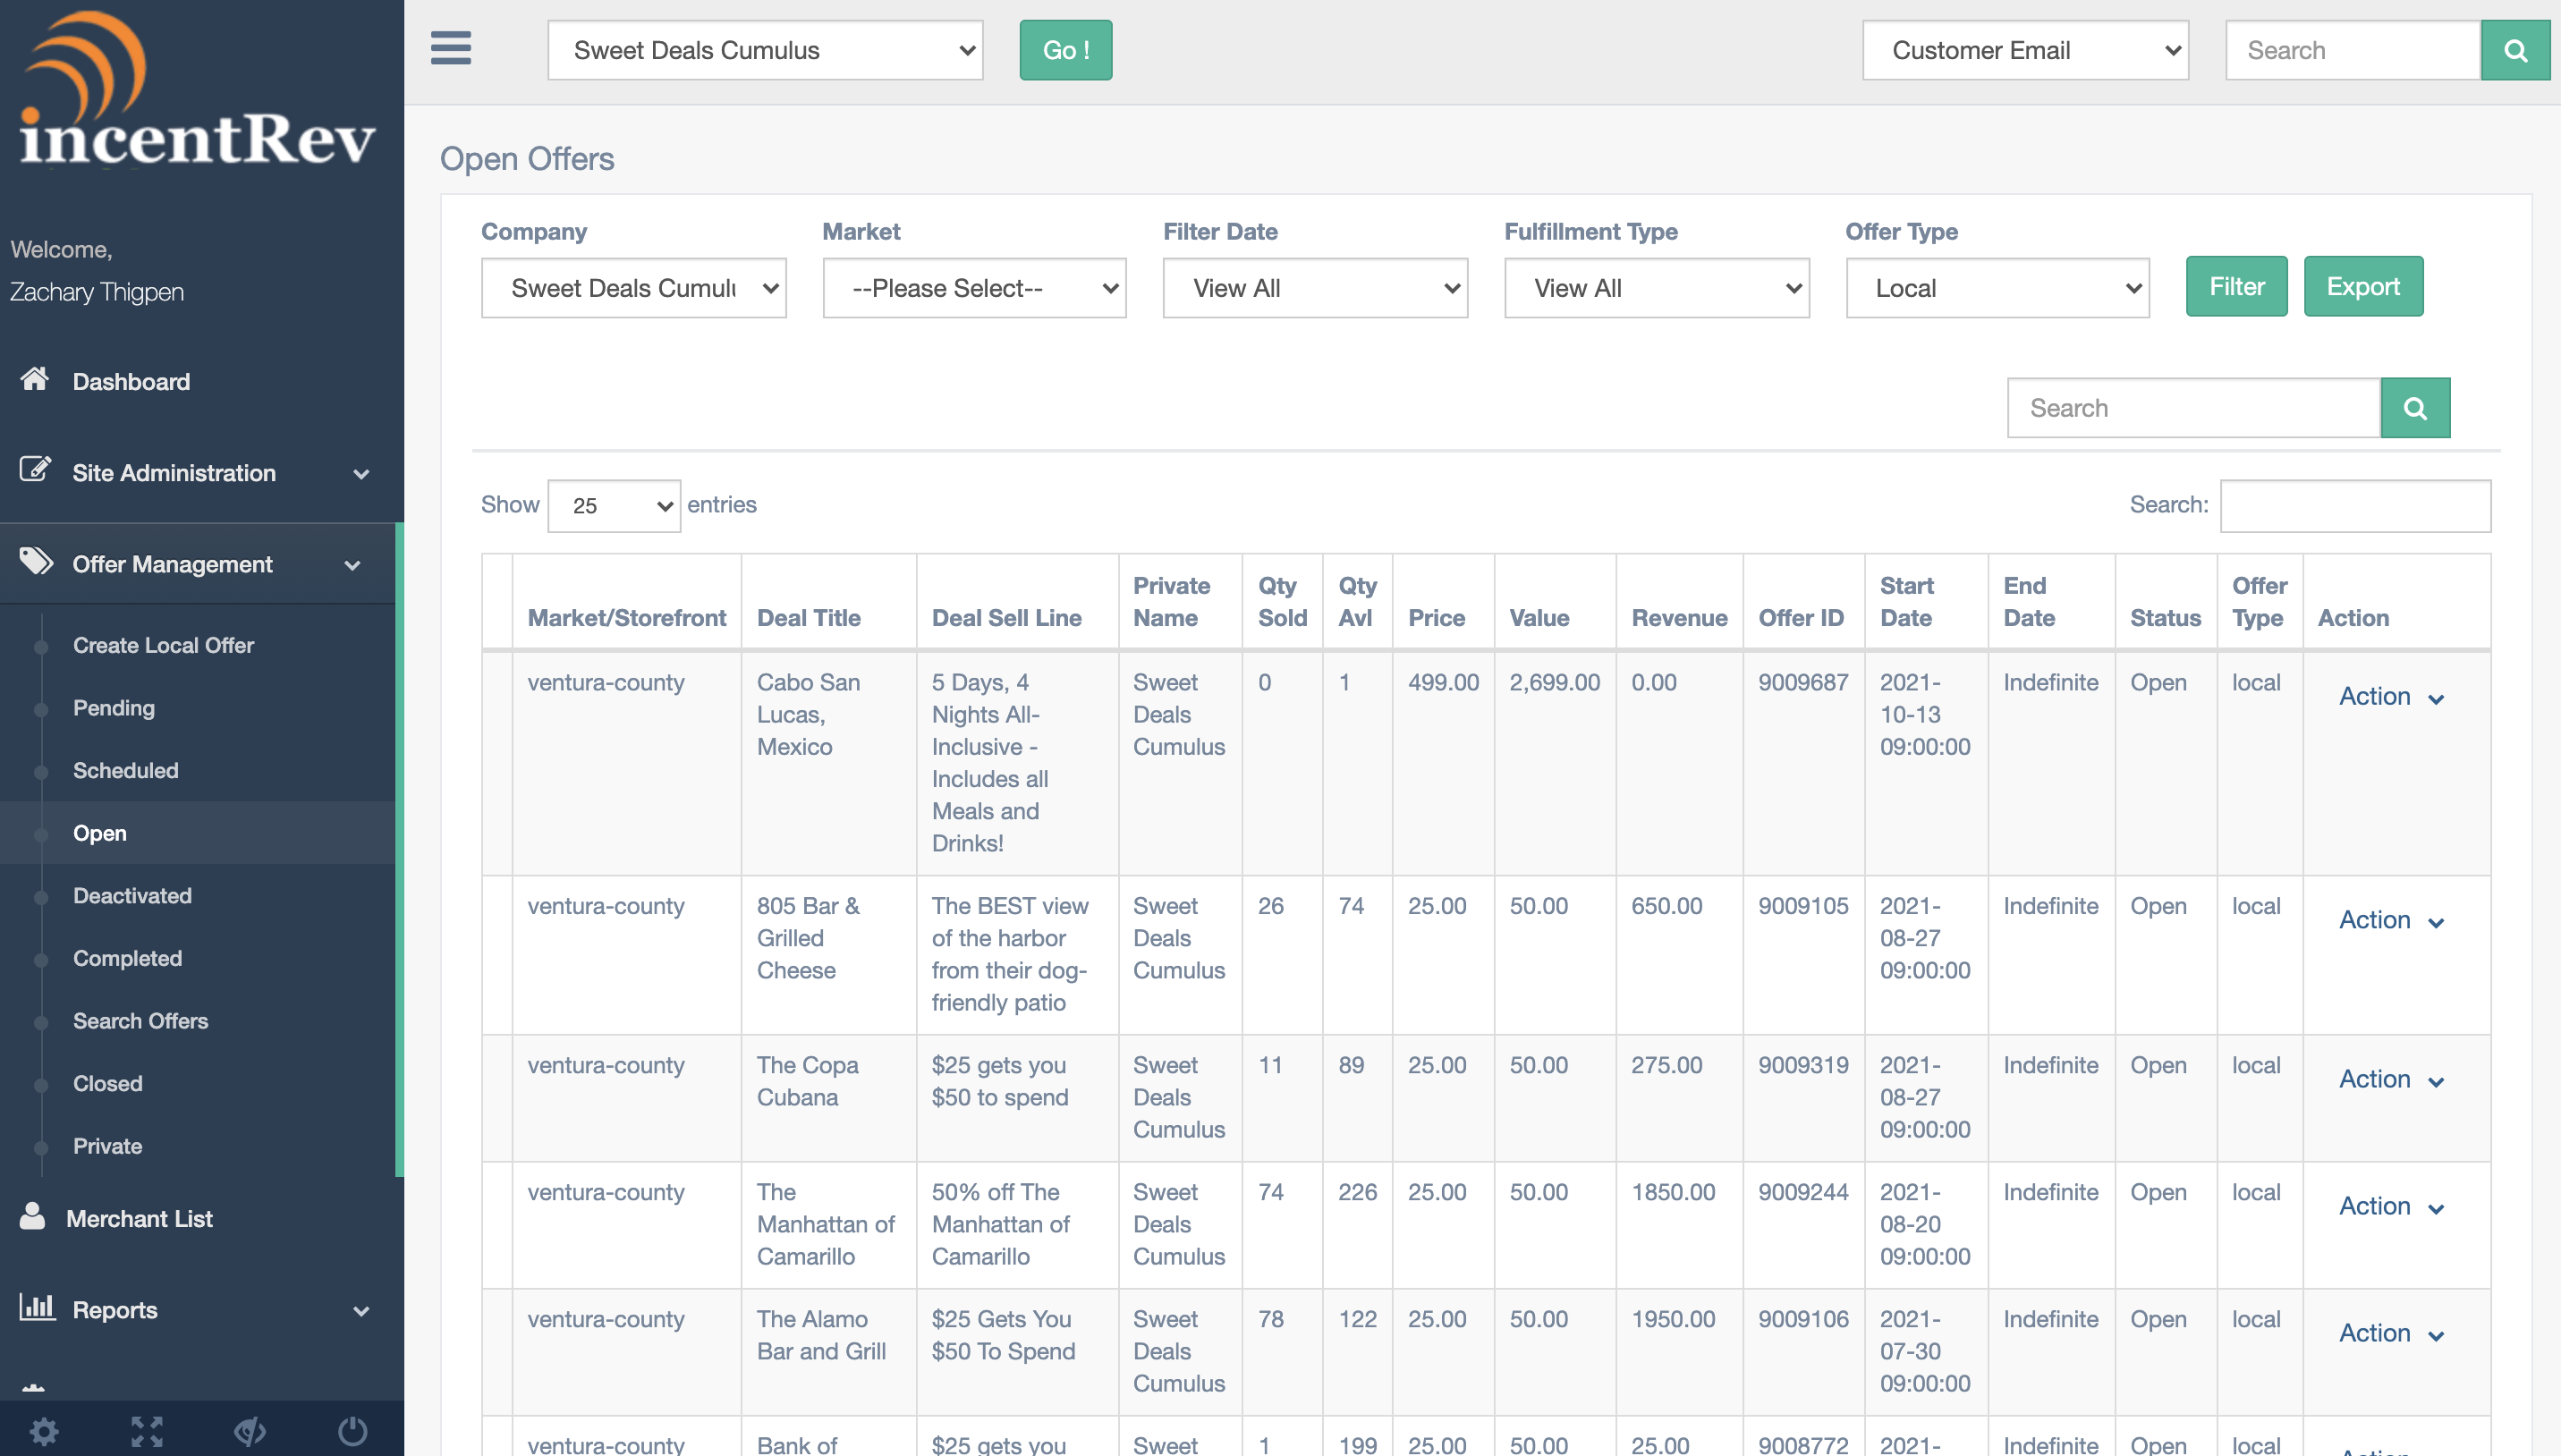 incentRev
Welcome,
Zachary Thigpen
Dashboard
Site Administration
Offer Management
Create Local Offer
Pending
Scheduled
Open
Deactivated
Completed
Search Offers
Closed
Private
Merchant List
Reports
Sweet Deals Cumulus
Go !
Customer Email
Search
Open Offers
Company Market Filter Date Fulfillment Type Offer Type
Sweet Deals Cumulu --Please Select-- View All View All Local Filter Export
Search
Show 25 entries Search:
Private Qty Qty Start End Offer
Market/Storefront Deal Title Deal Sell Line Name Sold Avl Price Value Revenue Offer ID Date Date Status Type Action
ventura-county Cabo San 5 Days, 4 Sweet 0 1 499.00 2,699.00 0.00 9009687 2021- Indefinite Open local Action
Lucas, Nights All- Deals 10-13
Mexico Inclusive - Cumulus 09:00:00
Includes all
Meals and
Drinks!
ventura-county 805 Bar & The BEST view Sweet 26 74 25.00 50.00 650.00 9009105 2021- Indefinite Open local Action
Grilled of the harbor Deals 08-27
Cheese from their dog- Cumulus 09:00:00
friendly patio
ventura-county The Copa $25 gets you Sweet 11 89 25.00 50.00 275.00 9009319 2021- Indefinite Open local Action
Cubana $50 to spend Deals 08-27
Cumulus 09:00:00
ventura-county The 50% off The Sweet 74 226 25.00 50.00 1850.00 9009244 2021- Indefinite Open local Action
Manhattan of Manhattan of Deals 08-20
Camarillo Camarillo Cumulus 09:00:00
ventura-county The Alamo $25 Gets You Sweet 78 122 25.00 50.00 1950.00 9009106 2021- Indefinite Open local Action
Bar and Grill $50 To Spend Deals 07-30
Cumulus 09:00:00
ventura-county Bank of $25 gets you Sweet 1 199 25.00 50.00 25.00 9008772 2021- Indefinite Open local